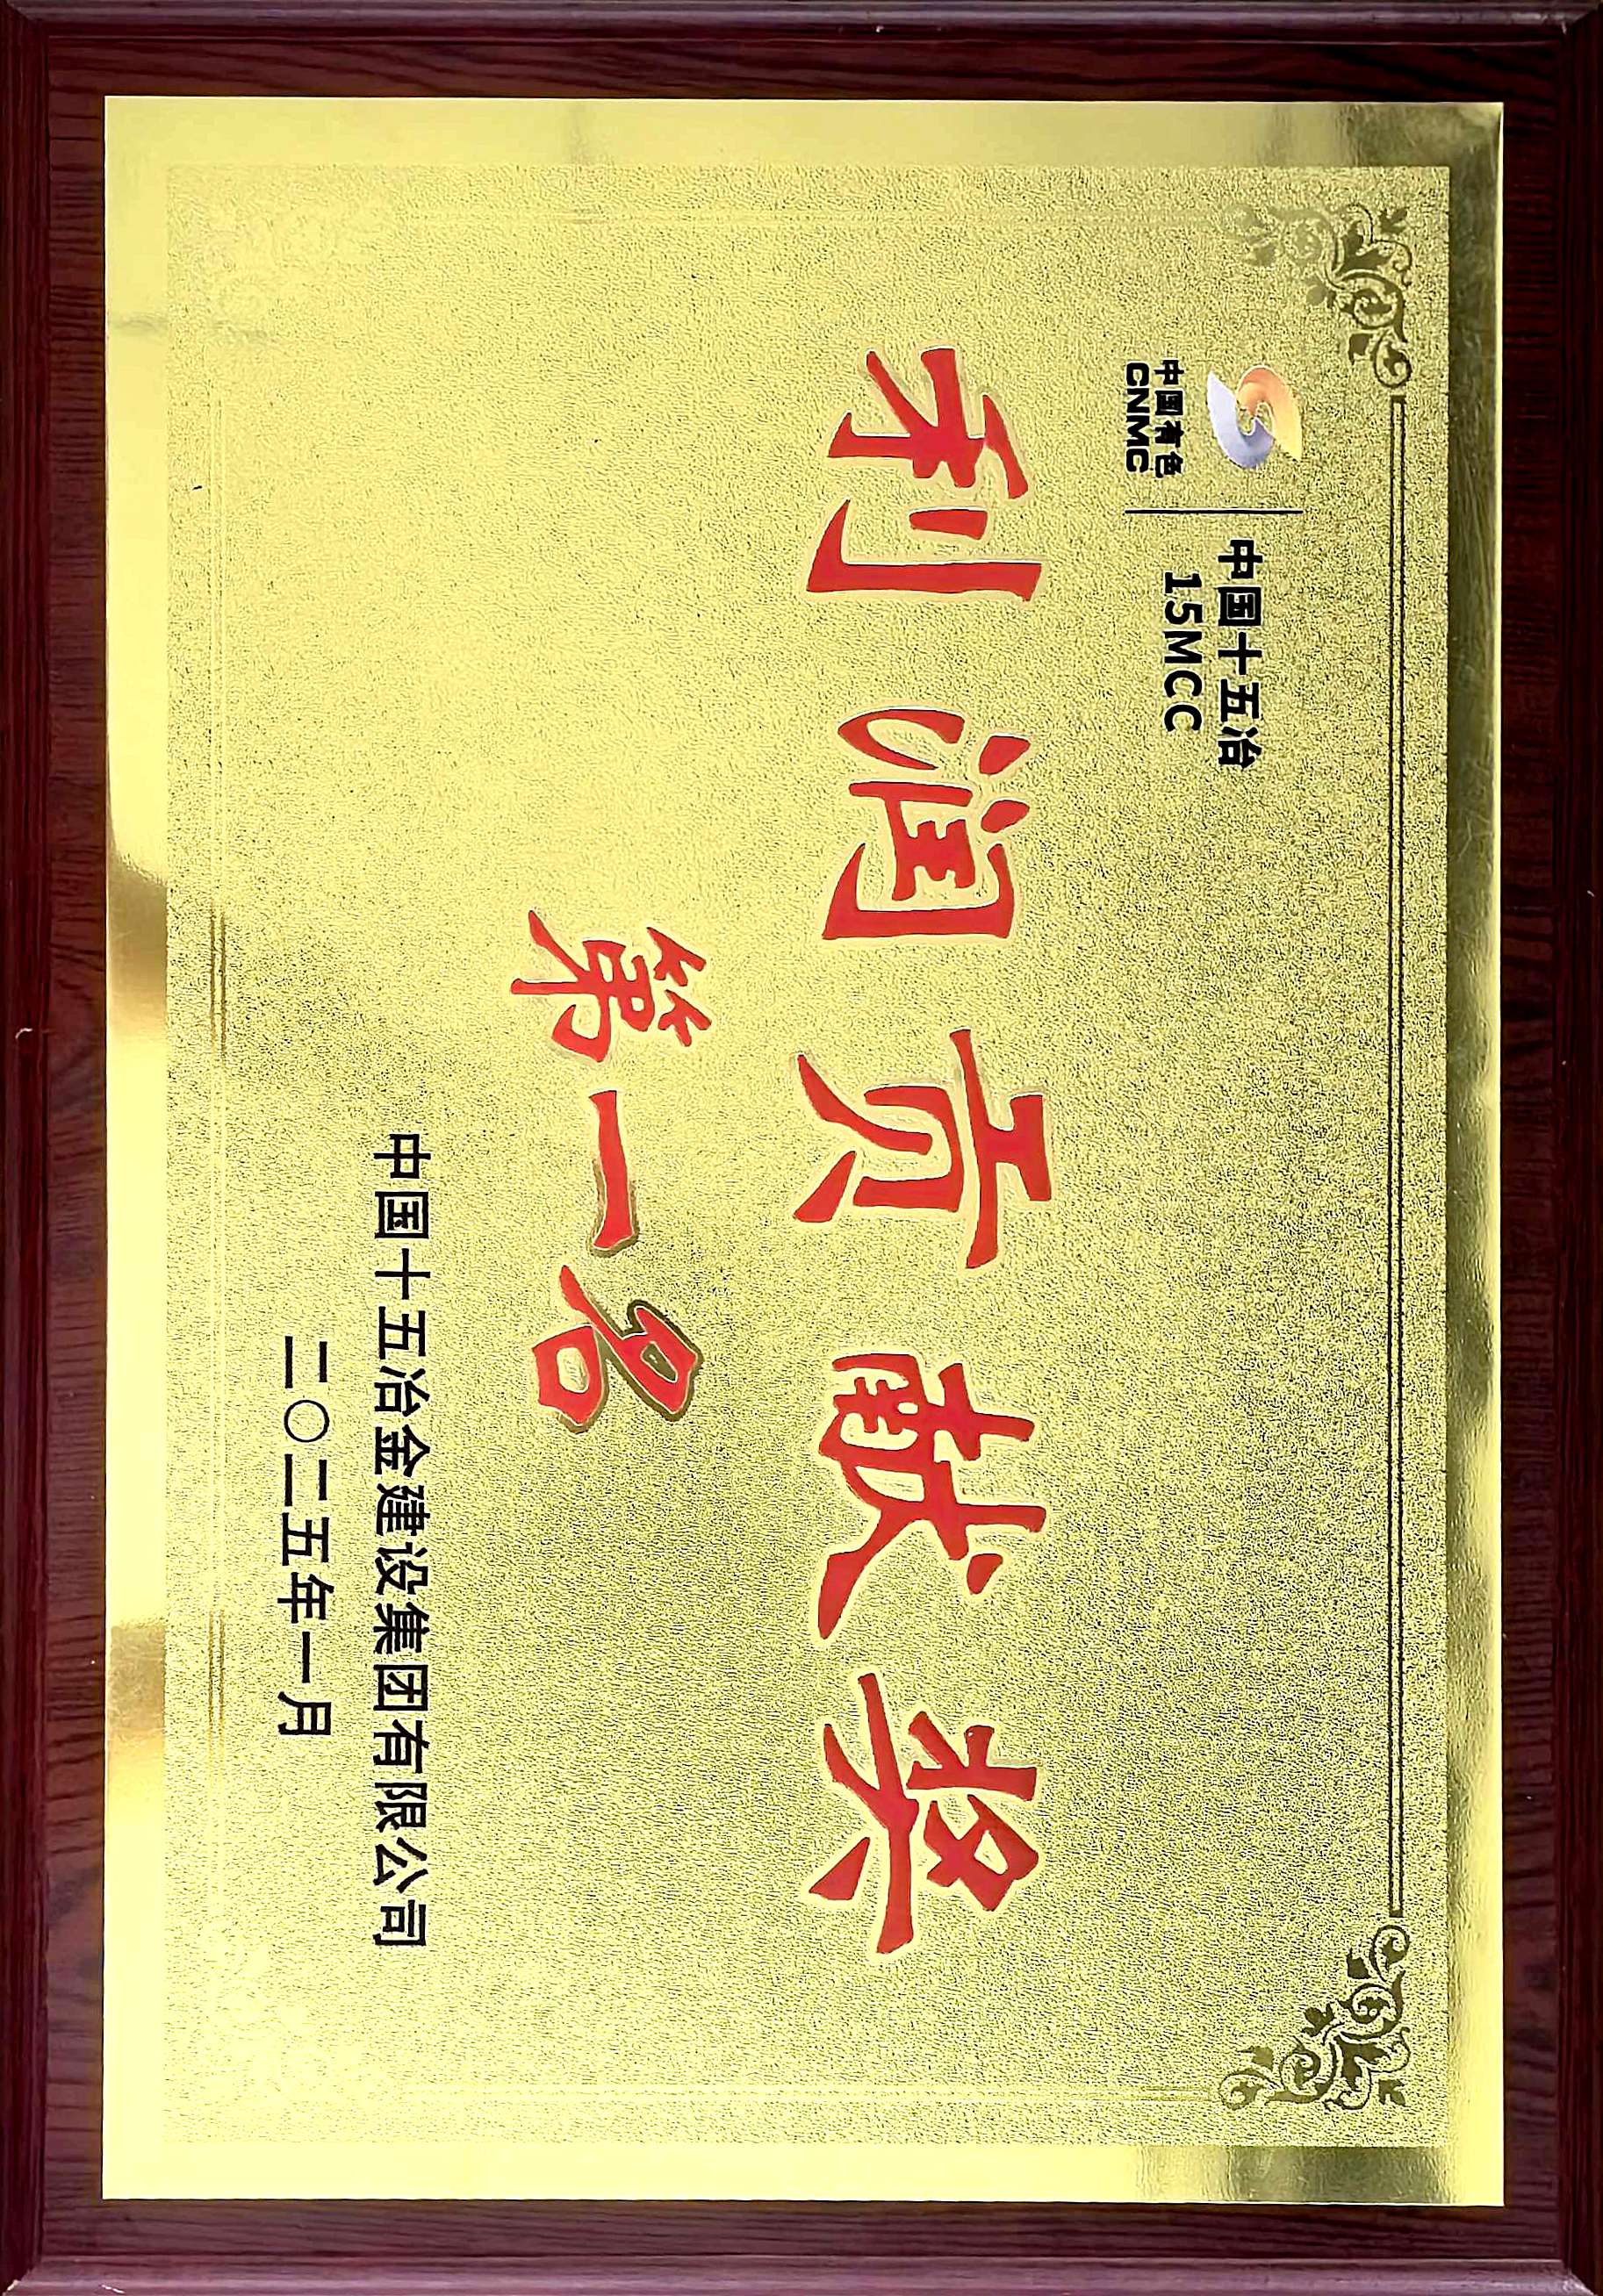 中国有色
CNMC
中国十五冶
15MCC
利润贡献奖
第一名
中国十五冶金建设集团有限公司
二〇二五年一月